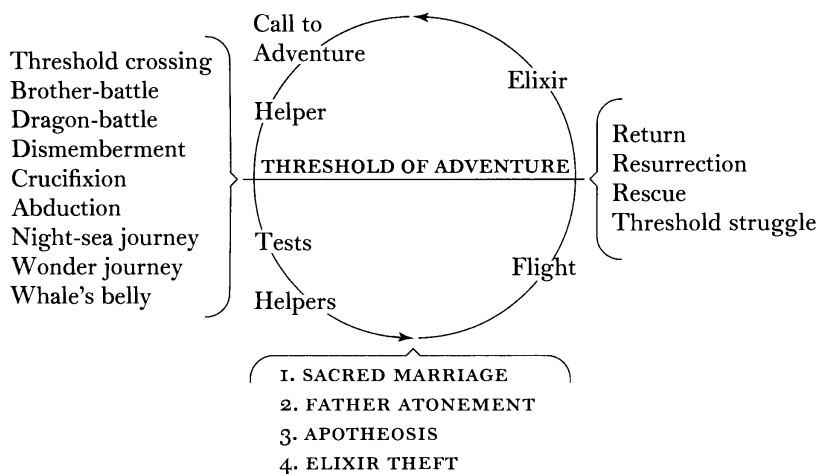 Call to
Adventure
Helper
Elixir
Threshold crossing
Brother-battle
Dragon-battle
Dismemberment
Crucifixion
Abduction
Night-sea journey
Wonder journey
Whale's belly
THRESHOLD OF ADVENTURE
Return
Resurrection
Rescue
Threshold struggle
Tests
Helpers
Flight
1. SACRED MARRIAGE
2. FATHER ATONEMENT
3. APOTHEOSIS
4. ELIXIR THEFT